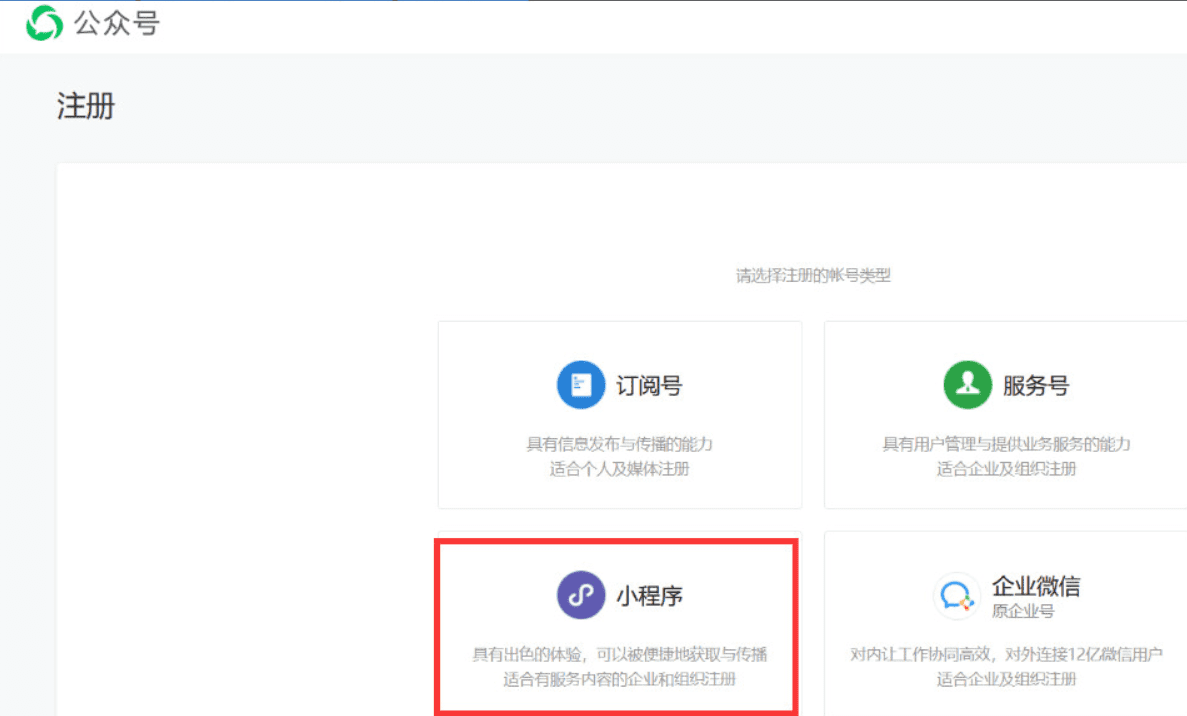 公众号
注册
请选择注册的帐号类型
订阅号
具有信息发布与传播的能力
适合个人及媒体注册
服务号
具有用户管理与提供业务服务的能力
适合企业及组织注册
小程序
具有出色的体验，可以被便捷地获取与传播
适合有服务内容的企业和组织注册
企业微信
原企业号
对内让工作协同高效，对外连接12亿微信用户
适合企业及组织注册